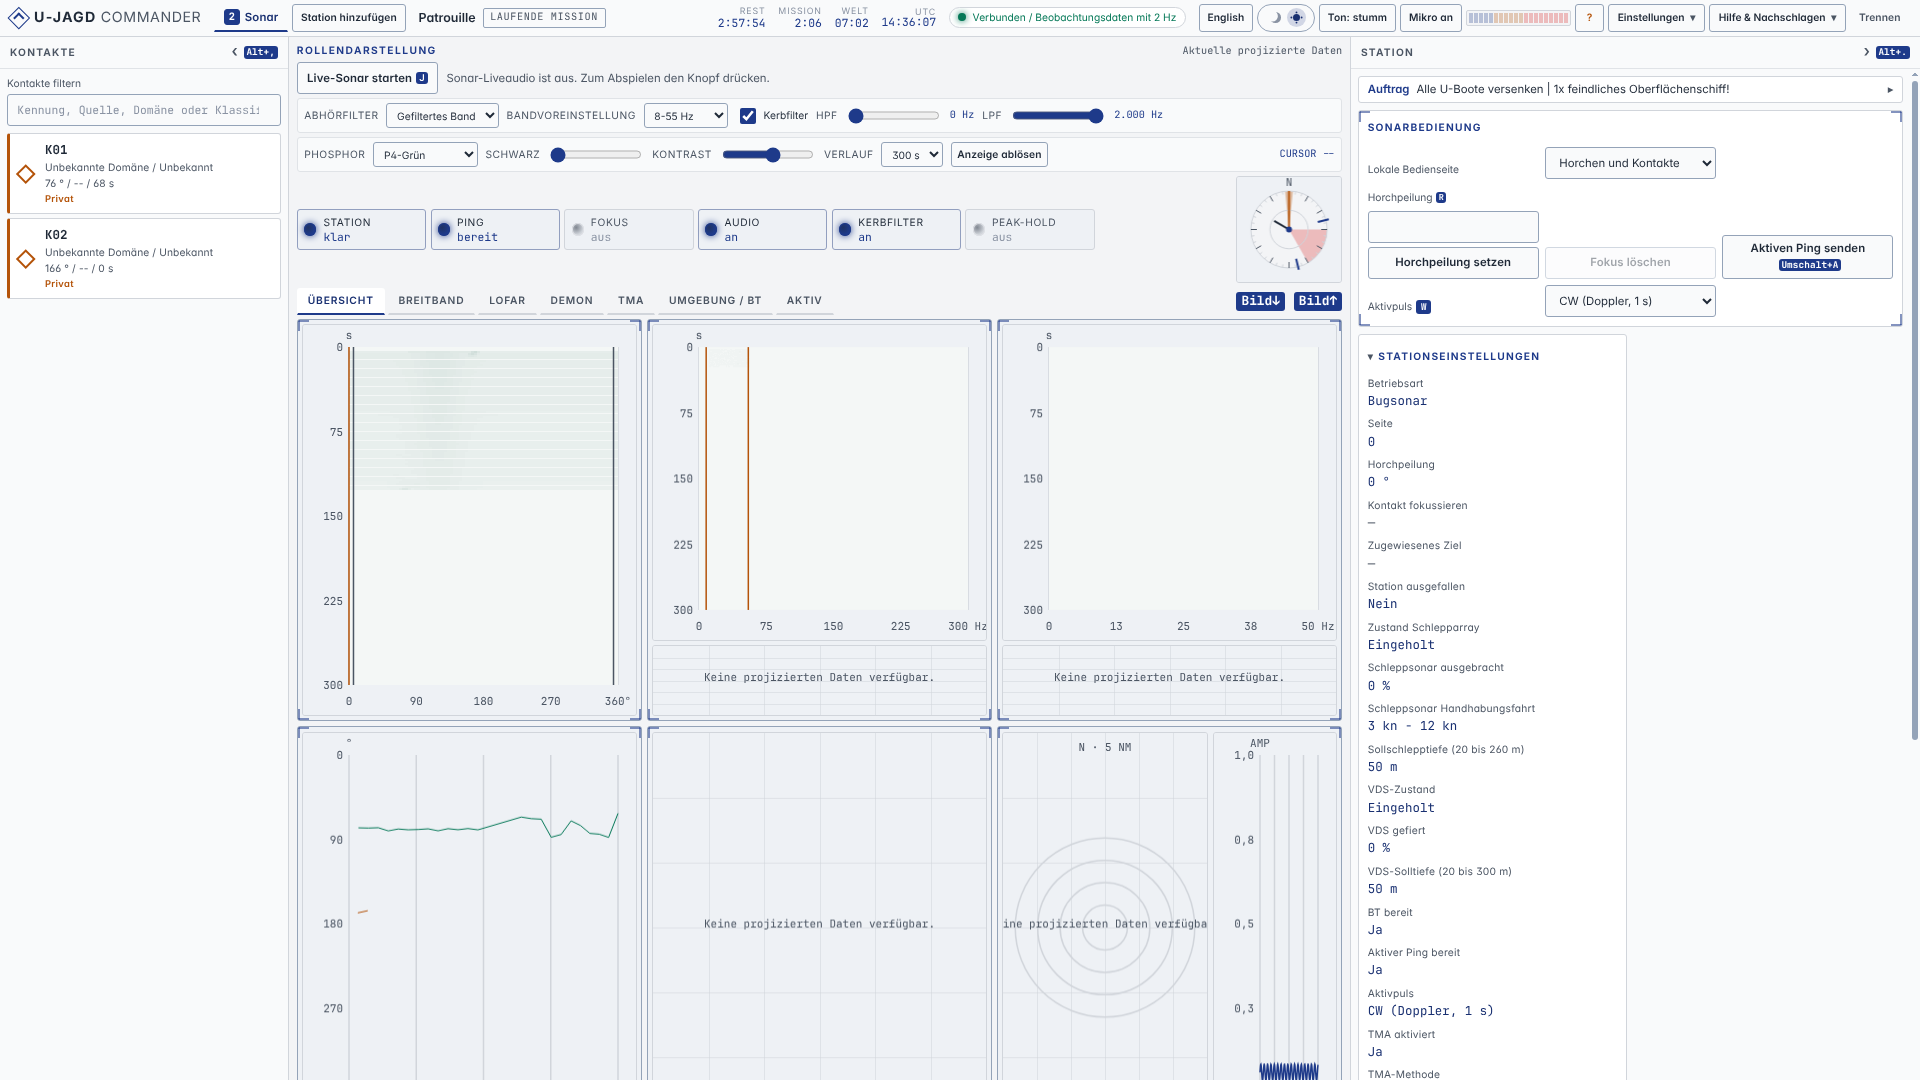 U-JAGD COMMANDER
2 Sonar
Station hinzufügen
Patrouille
LAUFENDE MISSION
REST 2:57:54
MISSION 2:06
WELT 07:02
UTC 14:36:07
Verbunden / Beobachtungsdaten mit 2 Hz
English
Ton: stumm
Mikro an
?
Einstellungen ▾
Hilfe & Nachschlagen ▾
Trennen
KONTAKTE
Alt+,
Kontakte filtern
K01
Unbekannte Domäne / Unbekannt
76 ° / -- / 68 s
Privat
K02
Unbekannte Domäne / Unbekannt
166 ° / -- / 0 s
Privat
ROLLENDARSTELLUNG
Aktuelle projizierte Daten
Live-Sonar starten J
Sonar-Liveaudio ist aus. Zum Abspielen den Knopf drücken.
ABHÖRFILTER Gefiltertes Band BANDVOREINSTELLUNG 8-55 Hz Kerbfilter HPF 0 Hz LPF 2.000 Hz
PHOSPHOR P4-Grün SCHWARZ KONTRAST VERLAUF 300 s Anzeige ablösen CURSOR --
STATION klar
PING bereit
FOKUS aus
AUDIO an
KERBFILTER an
PEAK-HOLD aus
N
ÜBERSICHT BREITBAND LOFAR DEMON TMA UMGEBUNG / BT AKTIV
Bild↓ Bild↑
s
0
75
150
225
300
0 90 180 270 360°
s
0
75
150
225
300
0 75 150 225 300 Hz
Keine projizierten Daten verfügbar.
s
0
75
150
225
300
0 13 25 38 50 Hz
Keine projizierten Daten verfügbar.
°
0
90
180
270
Keine projizierten Daten verfügbar.
N · 5 NM
ine projizierten Daten verfügba
AMP
1,0
0,8
0,5
0,3
STATION
Alt+.
Auftrag Alle U-Boote versenken | 1x feindliches Oberflächenschiff!
SONARBEDIENUNG
Lokale Bedienseite
Horchen und Kontakte
Horchpeilung R
Horchpeilung setzen
Fokus löschen
Aktiven Ping senden
Umschalt+A
Aktivpuls W
CW (Doppler, 1 s)
▾ STATIONSEINSTELLUNGEN
Betriebsart
Bugsonar
Seite
0
Horchpeilung
0 °
Kontakt fokussieren
—
Zugewiesenes Ziel
—
Station ausgefallen
Nein
Zustand Schlepparray
Eingeholt
Schleppsonar ausgebracht
0 %
Schleppsonar Handhabungsfahrt
3 kn - 12 kn
Sollschlepptiefe (20 bis 260 m)
50 m
VDS-Zustand
Eingeholt
VDS gefiert
0 %
VDS-Solltiefe (20 bis 300 m)
50 m
BT bereit
Ja
Aktiver Ping bereit
Ja
Aktivpuls
CW (Doppler, 1 s)
TMA aktiviert
Ja
TMA-Methode